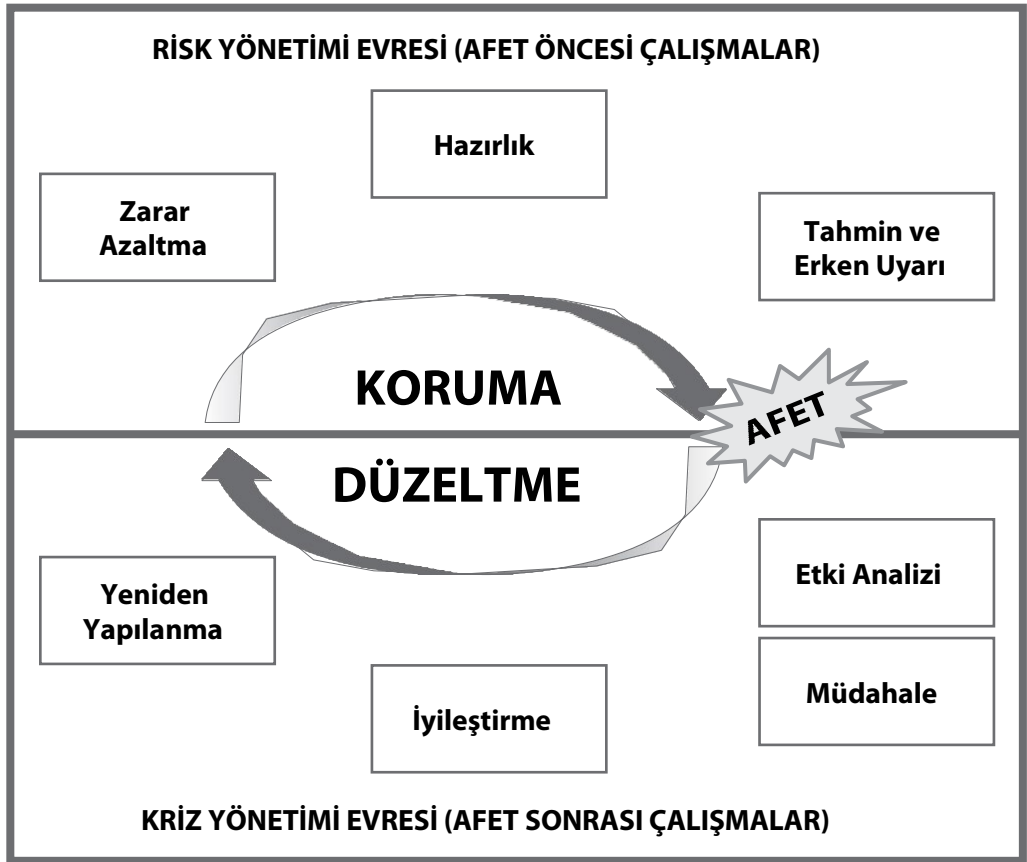 RİSK YÖNETİMİ EVRESİ (AFET ÖNCESİ ÇALIŞMALAR)
Hazırlık
Zarar
Azaltma
Tahmin ve
Erken Uyarı
KORUMA
AFET
DÜZELTME
Etki Analizi
Yeniden
Yapılanma
Müdahale
İyileştirme
KRİZ YÖNETİMİ EVRESİ (AFET SONRASI ÇALIŞMALAR)